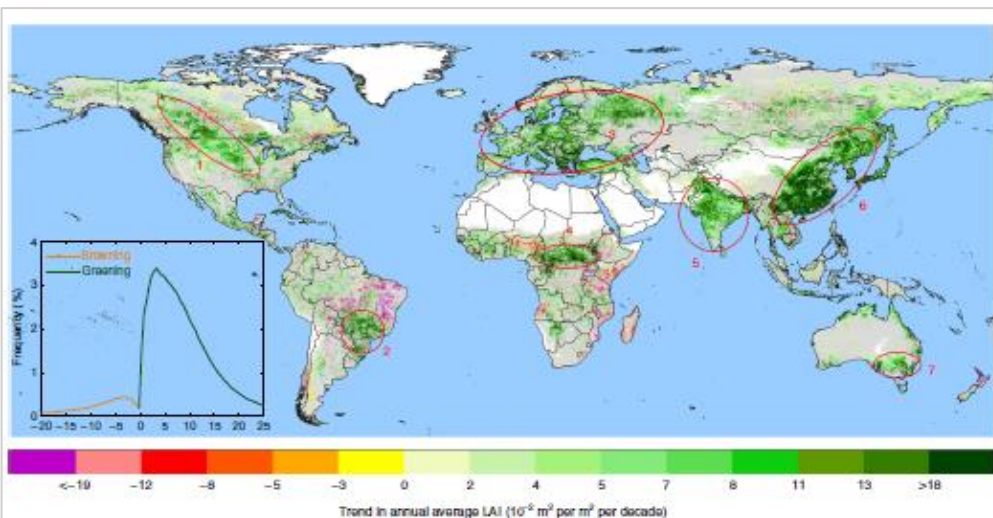 1
2
3
4
5
6
7
4
3
2
1
0
Frequency (%)
Browning
Greening
−20 −15 −10 −5 0 5 10 15 20 25
<−19 −12 −8 −5 −3 0 2 4 5 7 8 11 13 >18
Trend in annual average LAI (10⁻² m² per m² per decade)